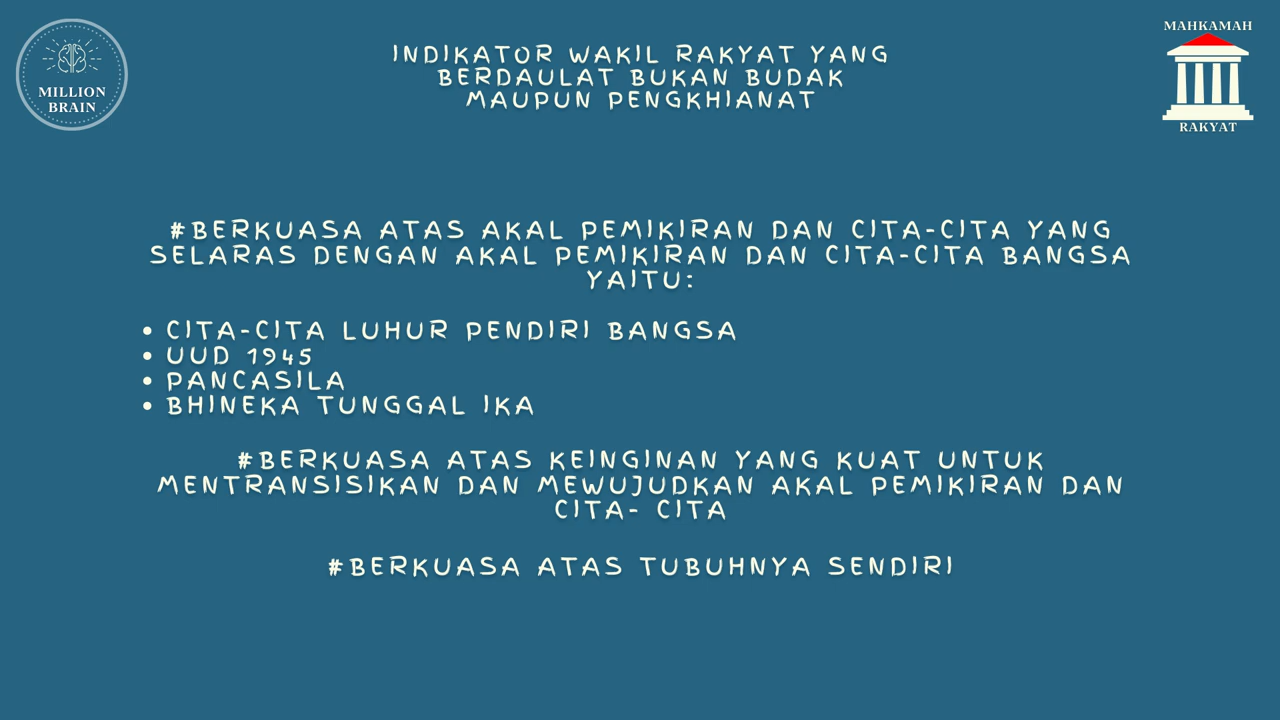 MILLION
BRAIN
INDIKATOR WAKIL RAKYAT YANG
BERDAULAT BUKAN BUDAK
MAUPUN PENGKHIANAT
MAHKAMAH
RAKYAT
#BERKUASA ATAS AKAL PEMIKIRAN DAN CITA-CITA YANG
SELARAS DENGAN AKAL PEMIKIRAN DAN CITA-CITA BANGSA
YAITU:
• CITA-CITA LUHUR PENDIRI BANGSA
• UUD 1945
• PANCASILA
• BHINEKA TUNGGAL IKA
#BERKUASA ATAS KEINGINAN YANG KUAT UNTUK
MENTRANSISIKAN DAN MEWUJUDKAN AKAL PEMIKIRAN DAN
CITA- CITA
#BERKUASA ATAS TUBUHNYA SENDIRI